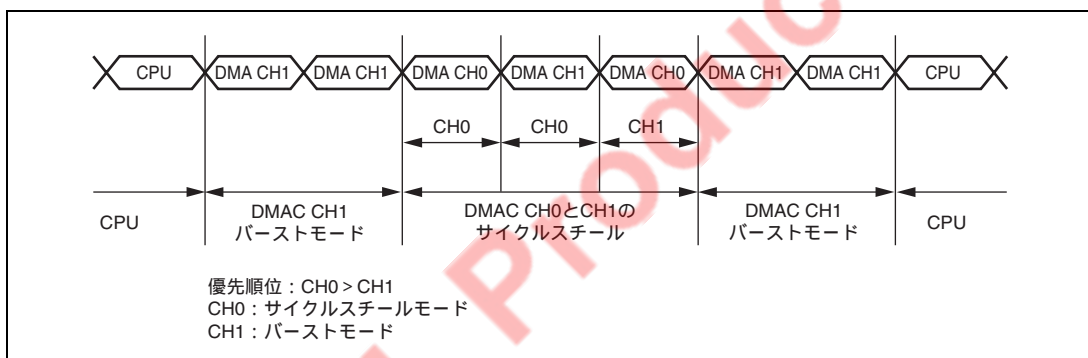 CPU DMA CH1 DMA CH1 DMA CH0 DMA CH1 DMA CH0 DMA CH1 DMA CH1 CPU
CH0 CH0 CH1
CPU DMAC CH1 DMAC CH0とCH1の DMAC CH1 CPU
バーストモード サイクルスチール バーストモード
優先順位：CH0 > CH1
CH0：サイクルスチールモード
CH1：バーストモード
Produc